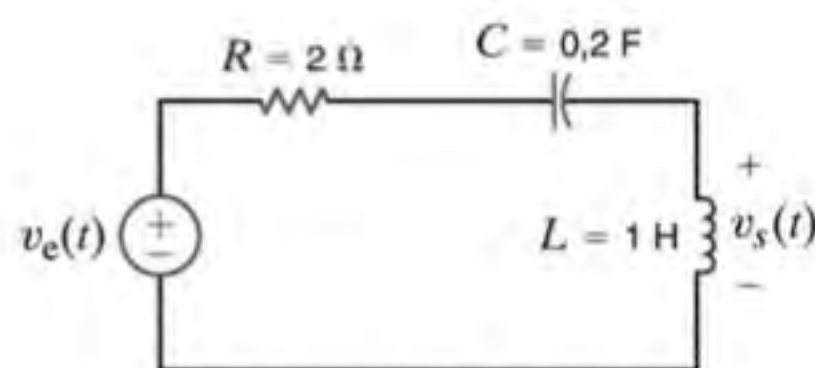 R = 2 Ω
C = 0,2 F
+
v_e(t)
+
−
L = 1 H
v_s(t)
−